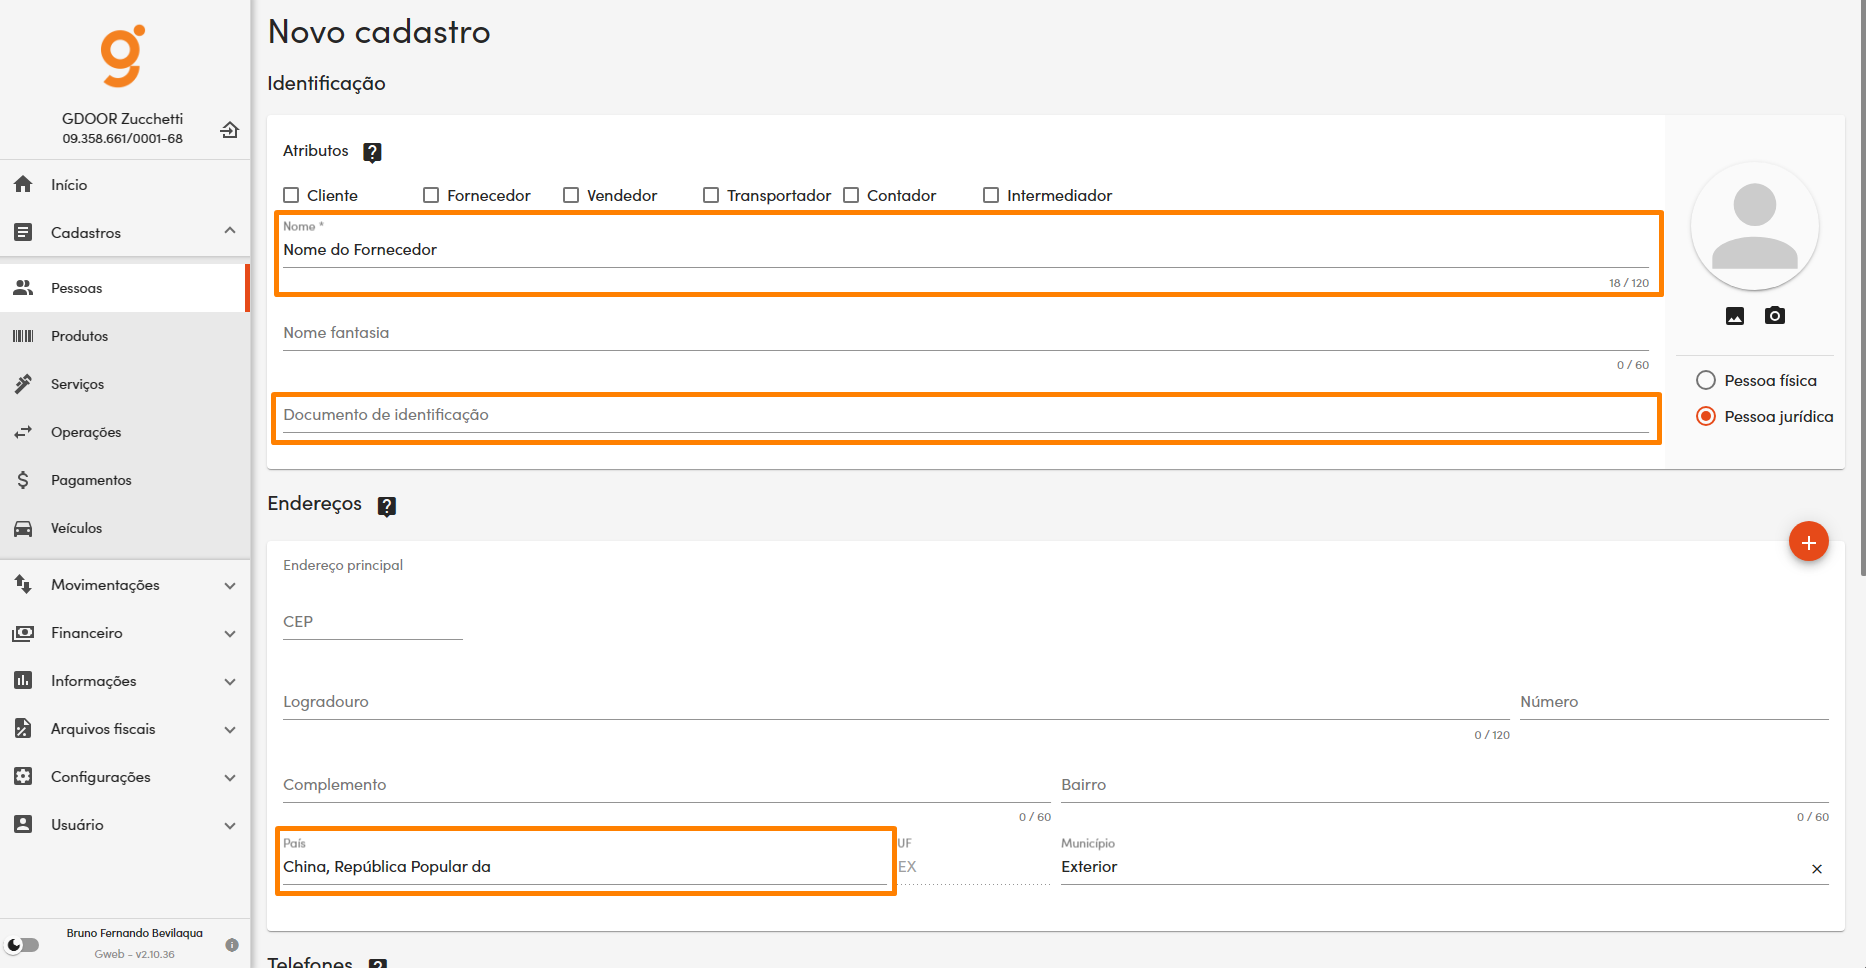 GDOOR Zucchetti
09.358.661/0001-68
Início
Cadastros
Pessoas
Produtos
Serviços
Operações
Pagamentos
Veículos
Movimentações
Financeiro
Informações
Arquivos fiscais
Configurações
Usuário
Bruno Fernando Bevilaqua
Gweb - v2.10.36
Novo cadastro
Identificação
Atributos ?
Cliente Fornecedor Vendedor Transportador Contador Intermediador
Nome *
Nome do Fornecedor
18 / 120
Nome fantasia
0 / 60
Documento de identificação
Pessoa física
Pessoa jurídica
Endereços ?
+
Endereço principal
CEP
Logradouro Número
0 / 120
Complemento Bairro
0 / 60 0 / 60
País UF Município
China, República Popular da EX Exterior
Telefones ?